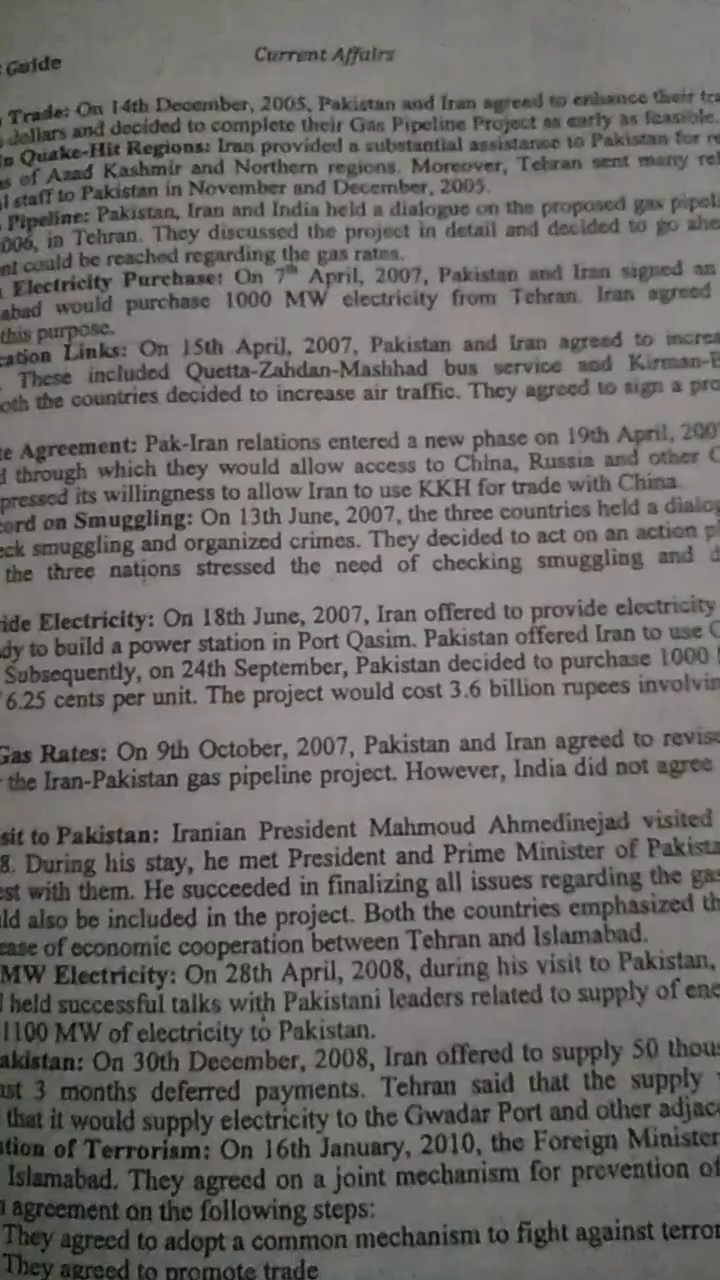 Guide
Current Affairs
Trade: On 14th December, 2005, Pakistan and Iran agreed to enhance their tra
dollars and decided to complete their Gas Pipeline Project as early as feasible.
n Quake-Hit Regions: Iran provided a substantial assistance to Pakistan for re
s of Azad Kashmir and Northern regions. Moreover, Tehran sent many rel
l staff to Pakistan in November and December, 2005.
Pipeline: Pakistan, Iran and India held a dialogue on the proposed gas pipel
006, in Tehran. They discussed the project in detail and decided to go ahe
nt could be reached regarding the gas rates.
Electricity Purchase: On 7th April, 2007, Pakistan and Iran signed an
abad would purchase 1000 MW electricity from Tehran. Iran agreed
this purpose.
cation Links: On 15th April, 2007, Pakistan and Iran agreed to increa
. These included Quetta-Zahdan-Mashhad bus service and Kirman-
oth the countries decided to increase air traffic. They agreed to sign a pro
te Agreement: Pak-Iran relations entered a new phase on 19th April, 200
d through which they would allow access to China, Russia and other C
pressed its willingness to allow Iran to use KKH for trade with China.
cord on Smuggling: On 13th June, 2007, the three countries held a dialog
eck smuggling and organized crimes. They decided to act on an action p
the three nations stressed the need of checking smuggling and d
ide Electricity: On 18th June, 2007, Iran offered to provide electricity
dy to build a power station in Port Qasim. Pakistan offered Iran to use G
Subsequently, on 24th September, Pakistan decided to purchase 1000
6.25 cents per unit. The project would cost 3.6 billion rupees involvin
Gas Rates: On 9th October, 2007, Pakistan and Iran agreed to revise
the Iran-Pakistan gas pipeline project. However, India did not agree
sit to Pakistan: Iranian President Mahmoud Ahmedinejad visited
8. During his stay, he met President and Prime Minister of Pakista
est with them. He succeeded in finalizing all issues regarding the gas
ld also be included in the project. Both the countries emphasized th
ease of economic cooperation between Tehran and Islamabad.
MW Electricity: On 28th April, 2008, during his visit to Pakistan,
held successful talks with Pakistani leaders related to supply of ene
1100 MW of electricity to Pakistan.
akistan: On 30th December, 2008, Iran offered to supply 50 thous
ust 3 months deferred payments. Tehran said that the supply
that it would supply electricity to the Gwadar Port and other adjac
tion of Terrorism: On 16th January, 2010, the Foreign Minister
Islamabad. They agreed on a joint mechanism for prevention of
agreement on the following steps:
They agreed to adopt a common mechanism to fight against terror
They agreed to promote trade